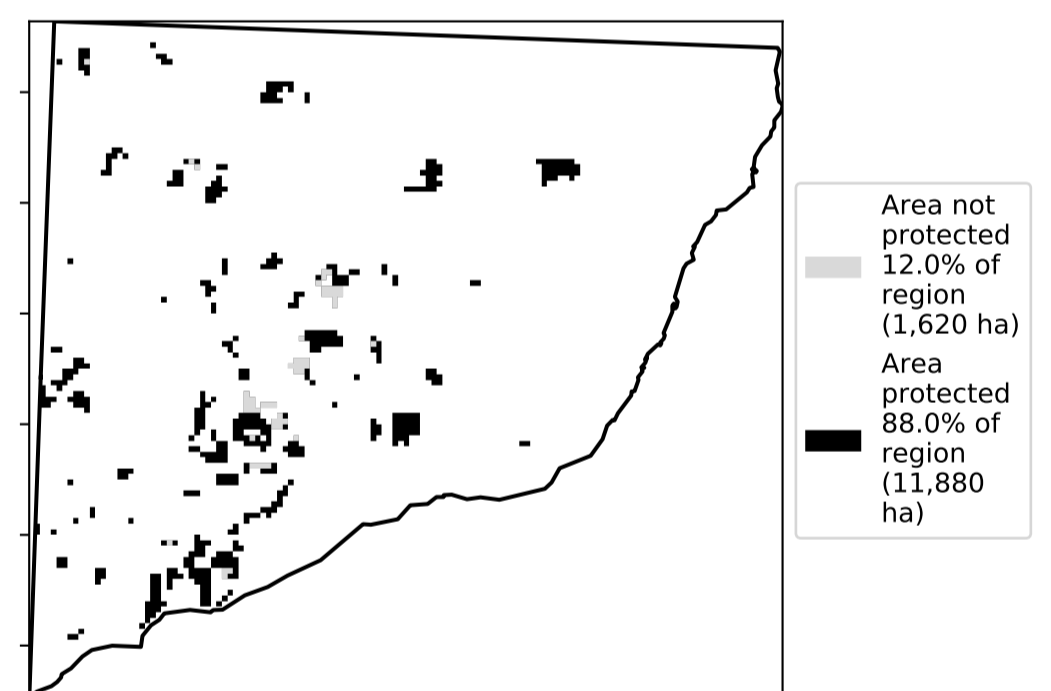 Area not
protected
12.0% of
region
(1,620 ha)
Area
protected
88.0% of
region
(11,880
ha)